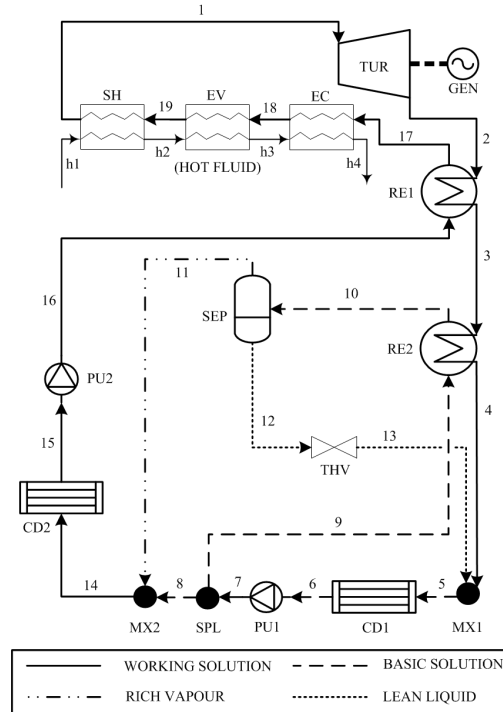 1
SH
EV
EC
TUR
GEN
19
18
17
2
h1
h2
h3
h4
(HOT FLUID)
RE1
3
16
11
10
SEP
RE2
PU2
4
12
13
15
THV
CD2
9
14
8
7
6
5
MX2
SPL
PU1
CD1
MX1
WORKING SOLUTION
BASIC SOLUTION
RICH VAPOUR
LEAN LIQUID